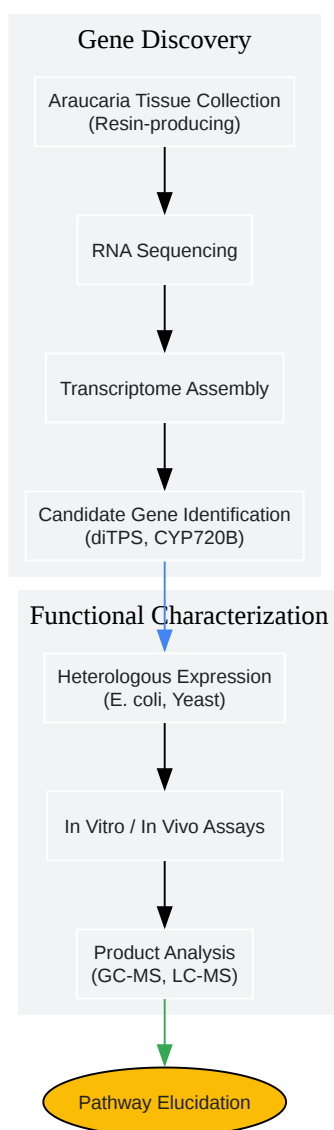 Gene Discovery
Araucaria Tissue Collection
(Resin-producing)
RNA Sequencing
Transcriptome Assembly
Candidate Gene Identification
(diTPS, CYP720B)
Functional Characterization
Heterologous Expression
(E. coli, Yeast)
In Vitro / In Vivo Assays
Product Analysis
(GC-MS, LC-MS)
Pathway Elucidation